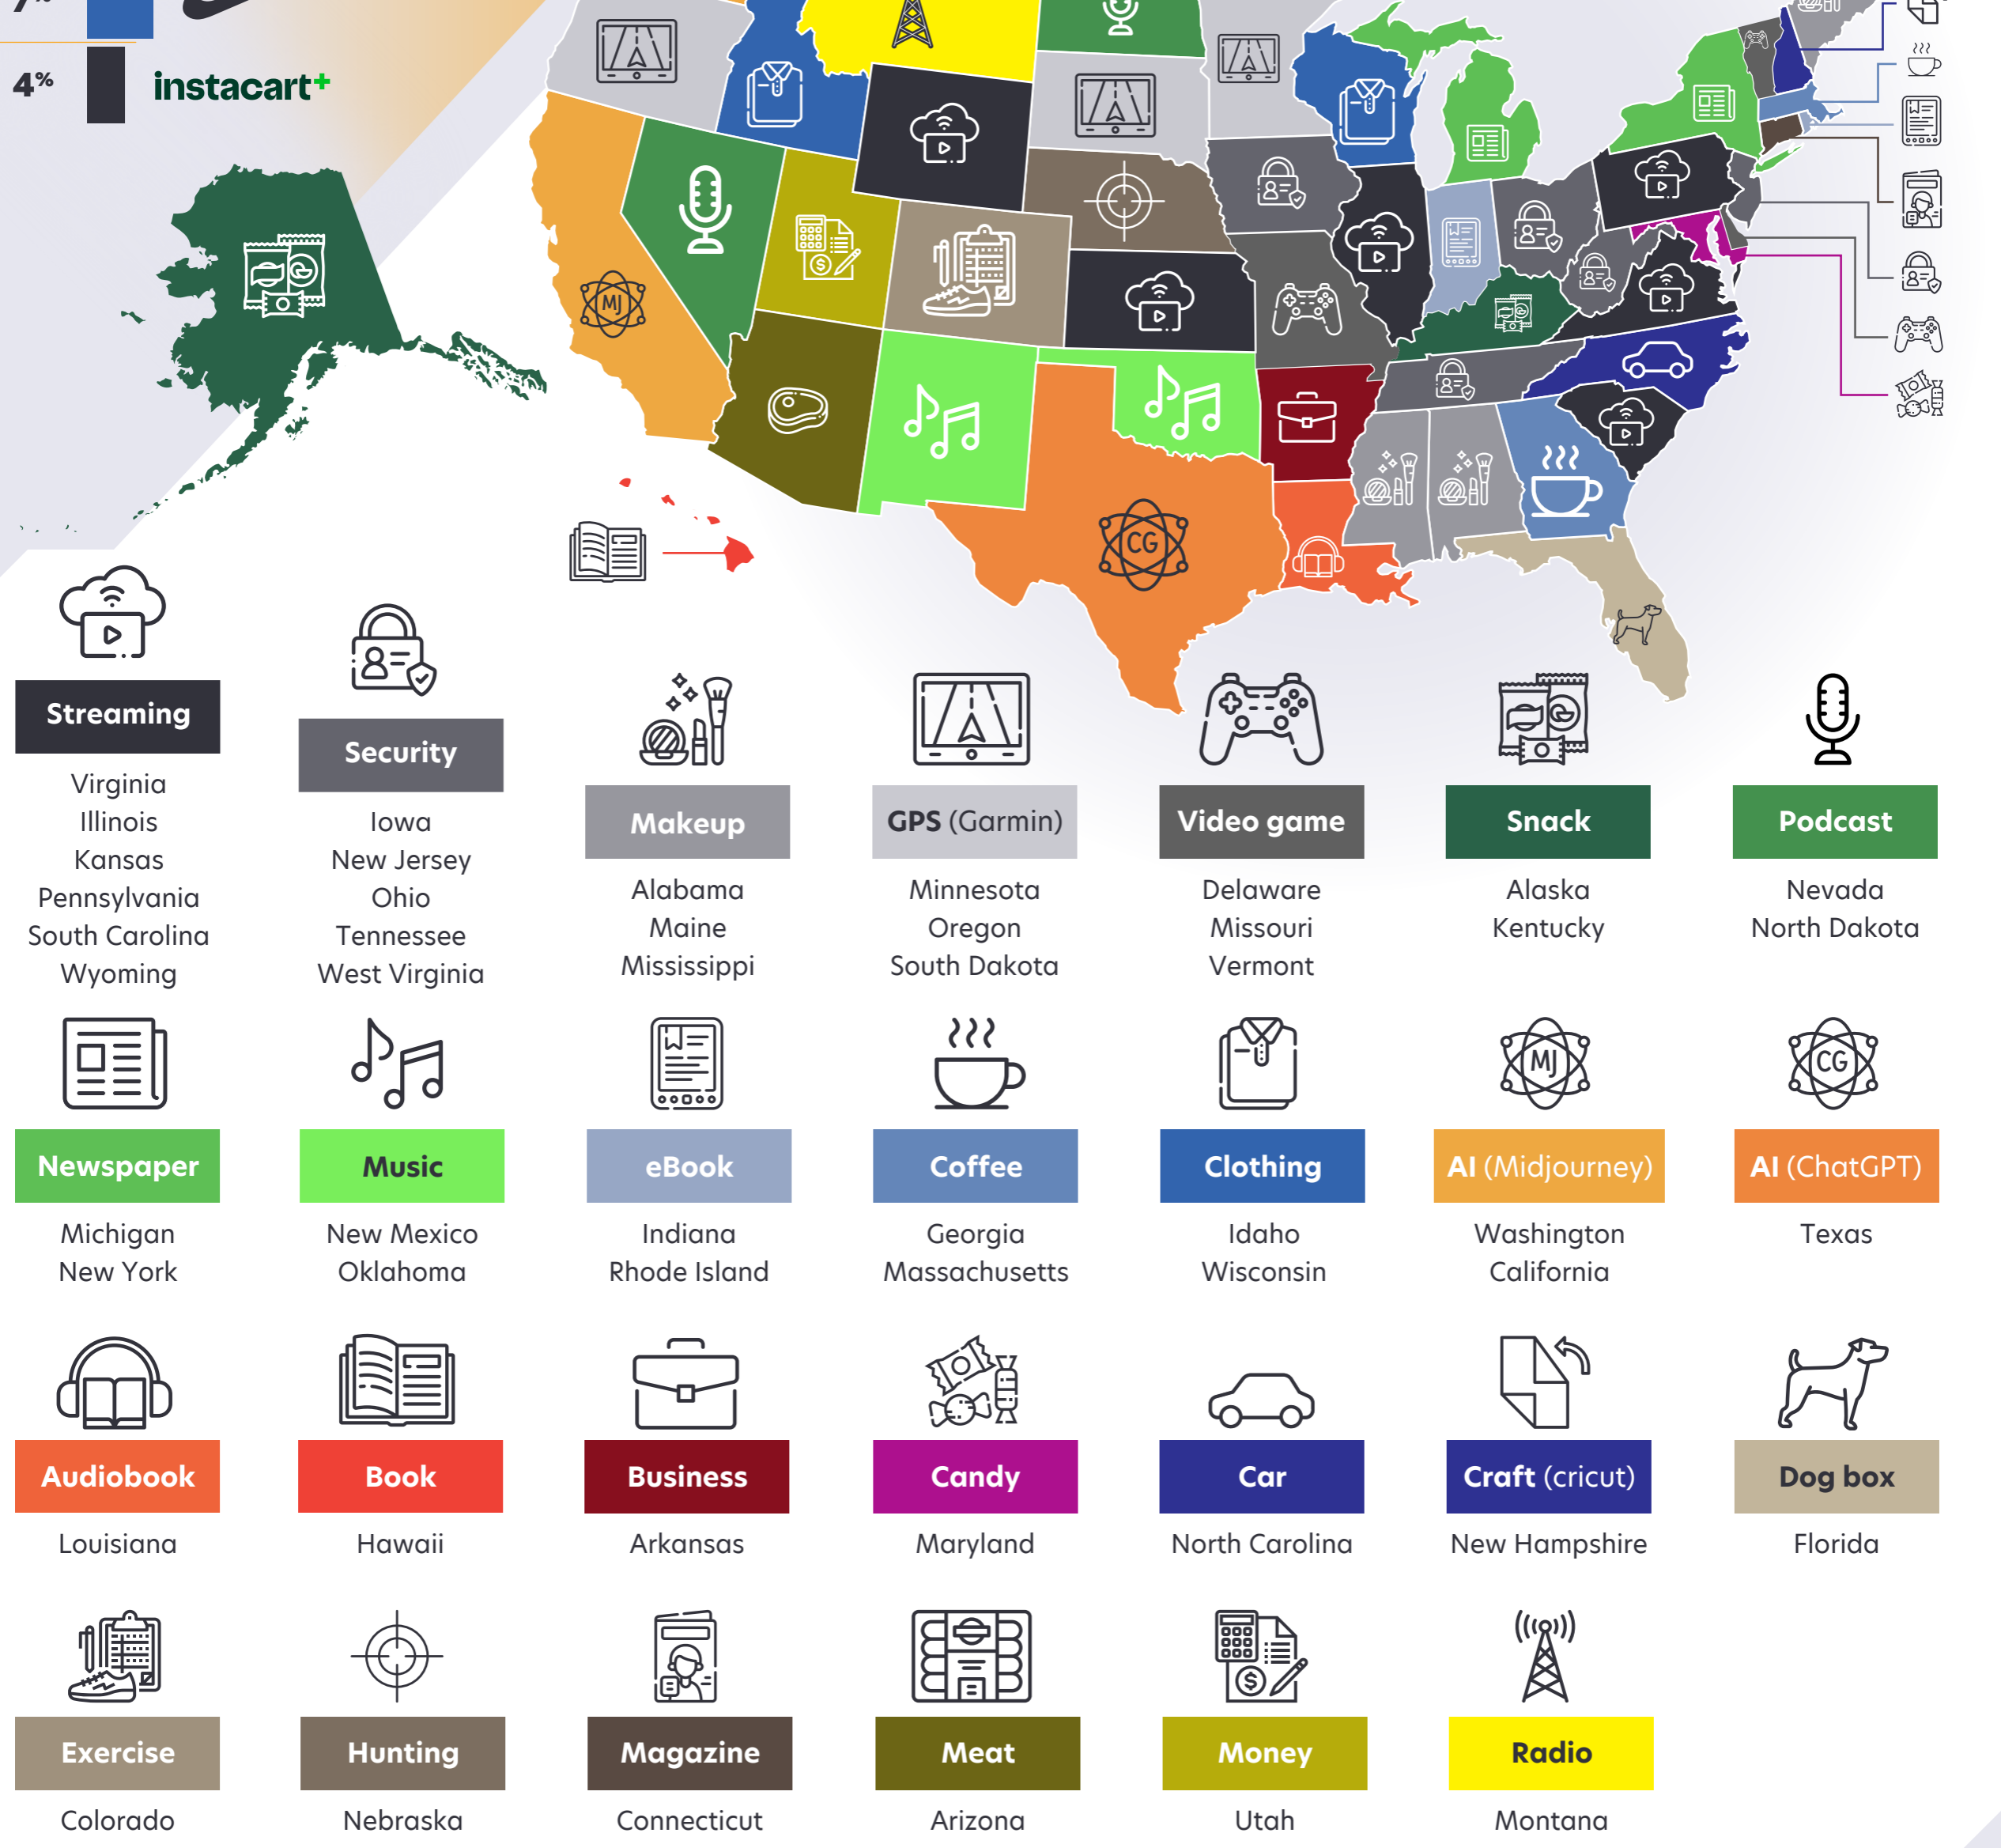 7%
4%
instacart+
MJ
CG
Streaming
Virginia
Illinois
Kansas
Pennsylvania
South Carolina
Wyoming
Security
Iowa
New Jersey
Ohio
Tennessee
West Virginia
Makeup
Alabama
Maine
Mississippi
GPS (Garmin)
Minnesota
Oregon
South Dakota
Video game
Delaware
Missouri
Vermont
Snack
Alaska
Kentucky
Podcast
Nevada
North Dakota
Newspaper
Michigan
New York
Music
New Mexico
Oklahoma
eBook
Indiana
Rhode Island
Coffee
Georgia
Massachusetts
Clothing
Idaho
Wisconsin
MJ
AI (Midjourney)
Washington
California
CG
AI (ChatGPT)
Texas
Audiobook
Louisiana
Book
Hawaii
Business
Arkansas
Candy
Maryland
Car
North Carolina
Craft (cricut)
New Hampshire
Dog box
Florida
Exercise
Colorado
Hunting
Nebraska
Magazine
Connecticut
Meat
Arizona
Money
Utah
Radio
Montana